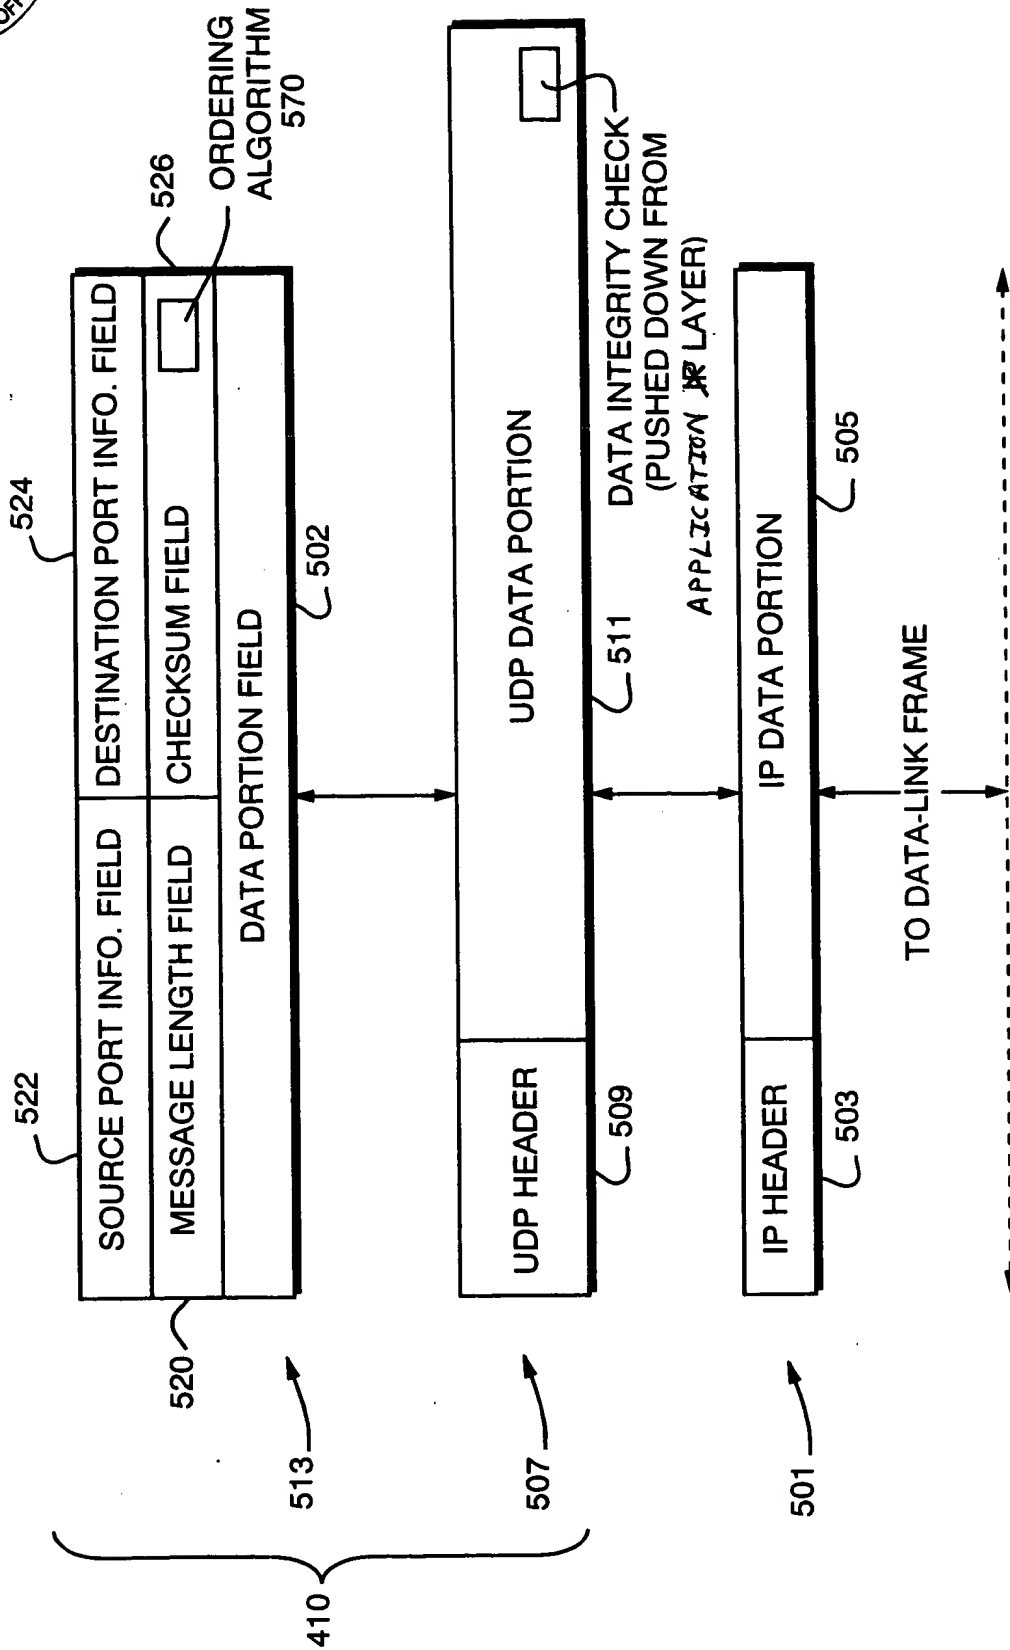 522
524
SOURCE PORT INFO. FIELD
DESTINATION PORT INFO. FIELD
526
520
MESSAGE LENGTH FIELD
CHECKSUM FIELD
ORDERING
ALGORITHM
570
DATA PORTION FIELD
502
513
410
UDP HEADER
UDP DATA PORTION
507
509
511
DATA INTEGRITY CHECK
(PUSHED DOWN FROM
APPLICATION LAYER)
IP HEADER
IP DATA PORTION
501
503
505
TO DATA-LINK FRAME